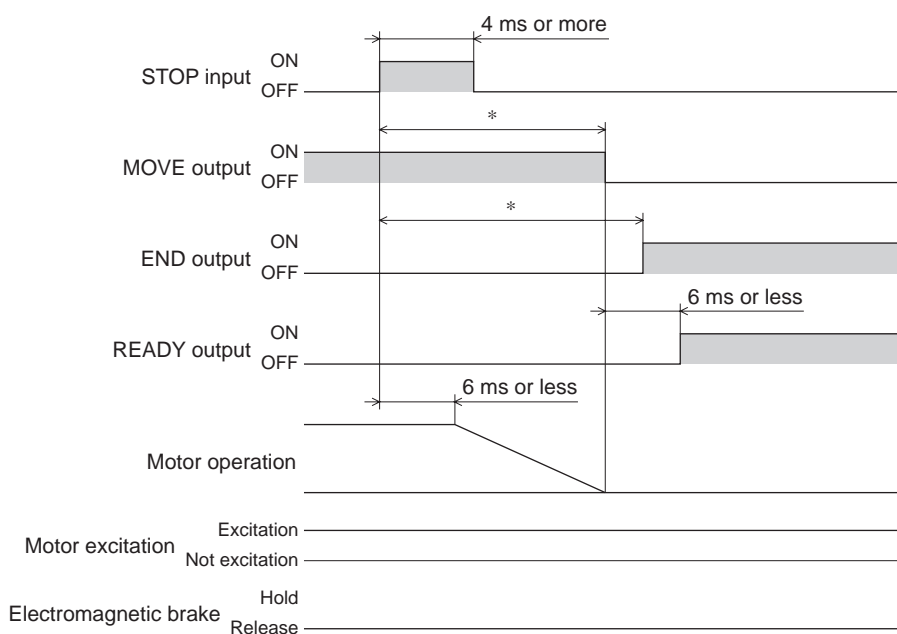 4 ms or more
STOP input
ON
OFF
*
MOVE output
ON
OFF
*
END output
ON
OFF
6 ms or less
READY output
ON
OFF
6 ms or less
Motor operation
Motor excitation
Excitation
Not excitation
Electromagnetic brake
Hold
Release